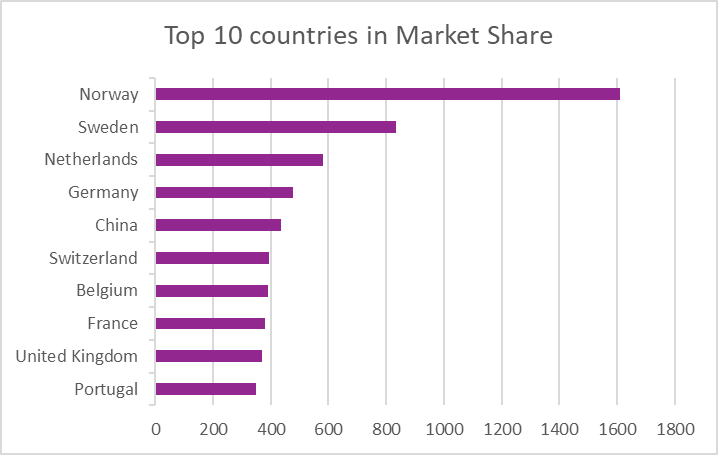 Top 10 countries in Market Share
Norway
Sweden
Netherlands
Germany
China
Switzerland
Belgium
France
United Kingdom
Portugal
0 200 400 600 800 1000 1200 1400 1600 1800